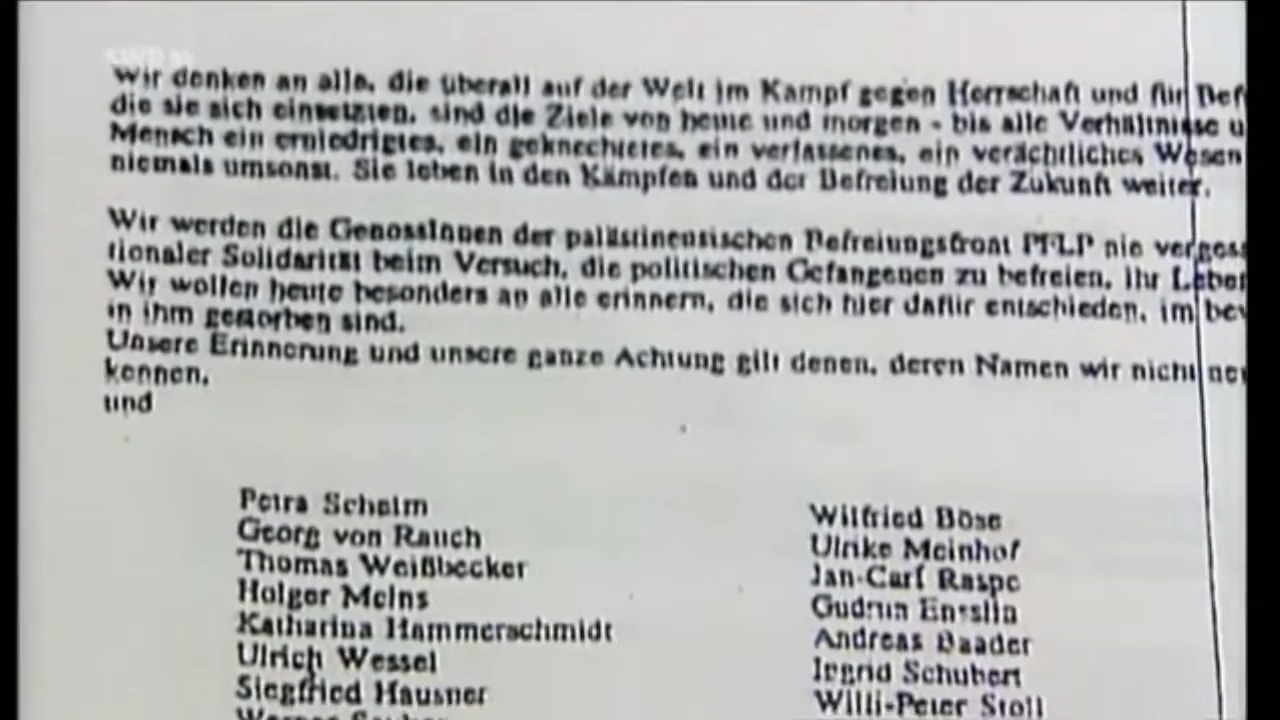 Wir denken an alle, die überall auf der Welt im Kampf gegen Herrschaft und für Bef
die sie sich einsetzten, sind die Ziele von heute und morgen - bis alle Verhältnisse u
Mensch ein erniedrigtes, ein geknechtetes, ein verlassenes, ein verächtliches Wesen
niemals umsonst. Sie leben in den Kämpfen und der Befreiung der Zukunft weiter.
Wir werden die GenossInnen der palästinensischen Befreiungsfront PFLP nie vergess
tionaler Solidarität beim Versuch, die politischen Gefangenen zu befreien, ihr Leben
Wir wollen heute besonders an alle erinnern, die sich hier dafür entschieden, im bew
in ihm gestorben sind.
Unsere Erinnerung und unsere ganze Achtung gilt denen, deren Namen wir nicht
kennen,
und
Petra Schelm
Georg von Rauch
Thomas Weißbecker
Holger Meins
Katharina Hammerschmidt
Ulrich Wessel
Siegfried Hausner
Wilfried Böse
Ulrike Meinhof
Jan-Carl Raspe
Gudrun Ensslin
Andreas Baader
Ingrid Schubert
Willi-Peter Stoll